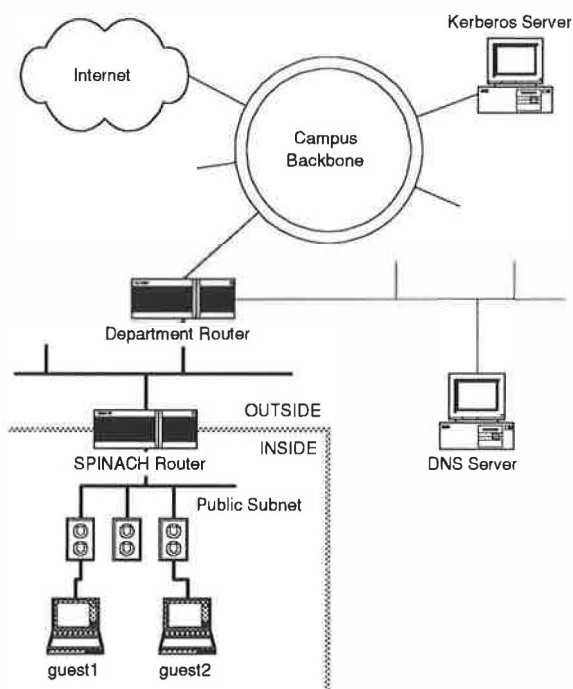 Kerberos Server
Internet
Campus
Backbone
Department Router
OUTSIDE
INSIDE
SPINACH Router
DNS Server
Public Subnet
guest1
guest2